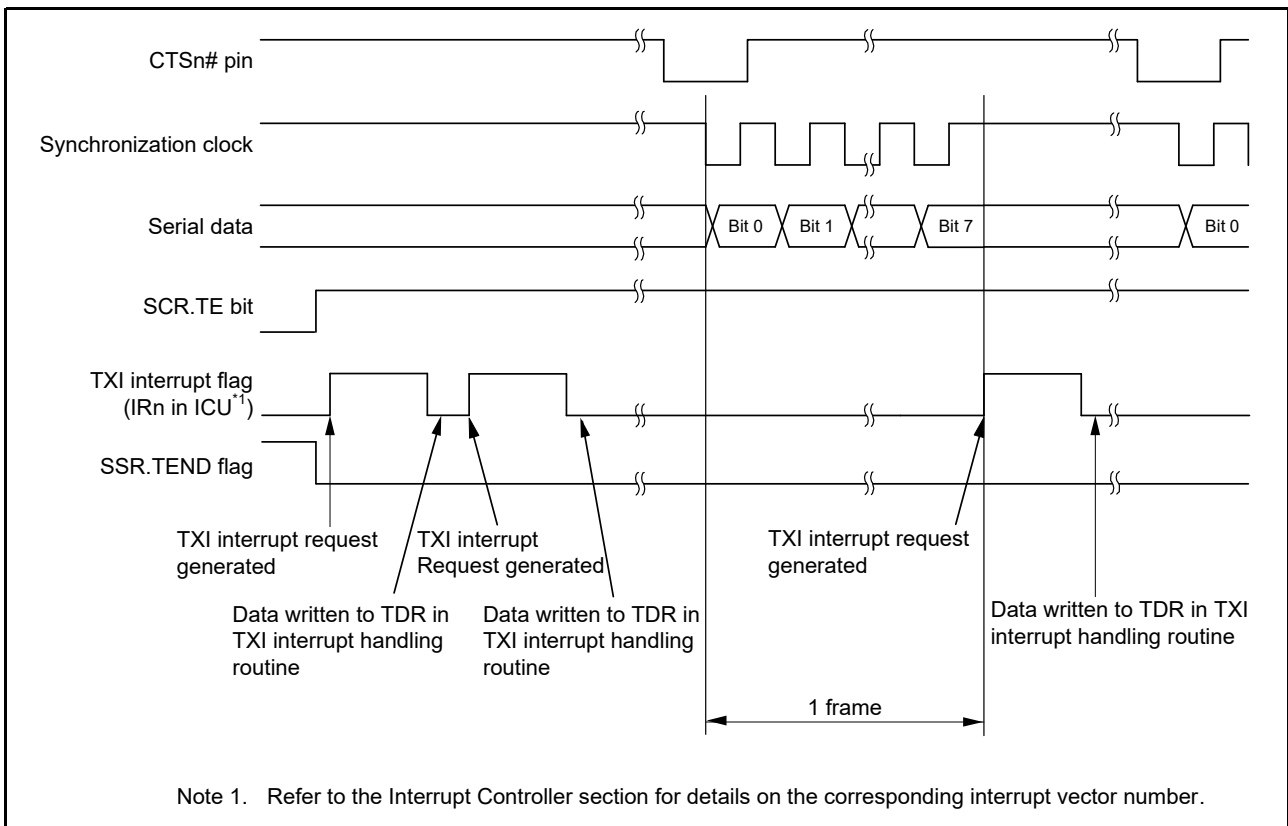 CTSn# pin
Synchronization clock
Serial data
Bit 0
Bit 1
Bit 7
Bit 0
SCR.TE bit
TXI interrupt flag
(IRn in ICU*1)
SSR.TEND flag
TXI interrupt request
generated
TXI interrupt
Request generated
TXI interrupt request
generated
Data written to TDR in
TXI interrupt handling
routine
Data written to TDR in
TXI interrupt handling
routine
Data written to TDR in TXI
interrupt handling routine
1 frame
Note 1. Refer to the Interrupt Controller section for details on the corresponding interrupt vector number.